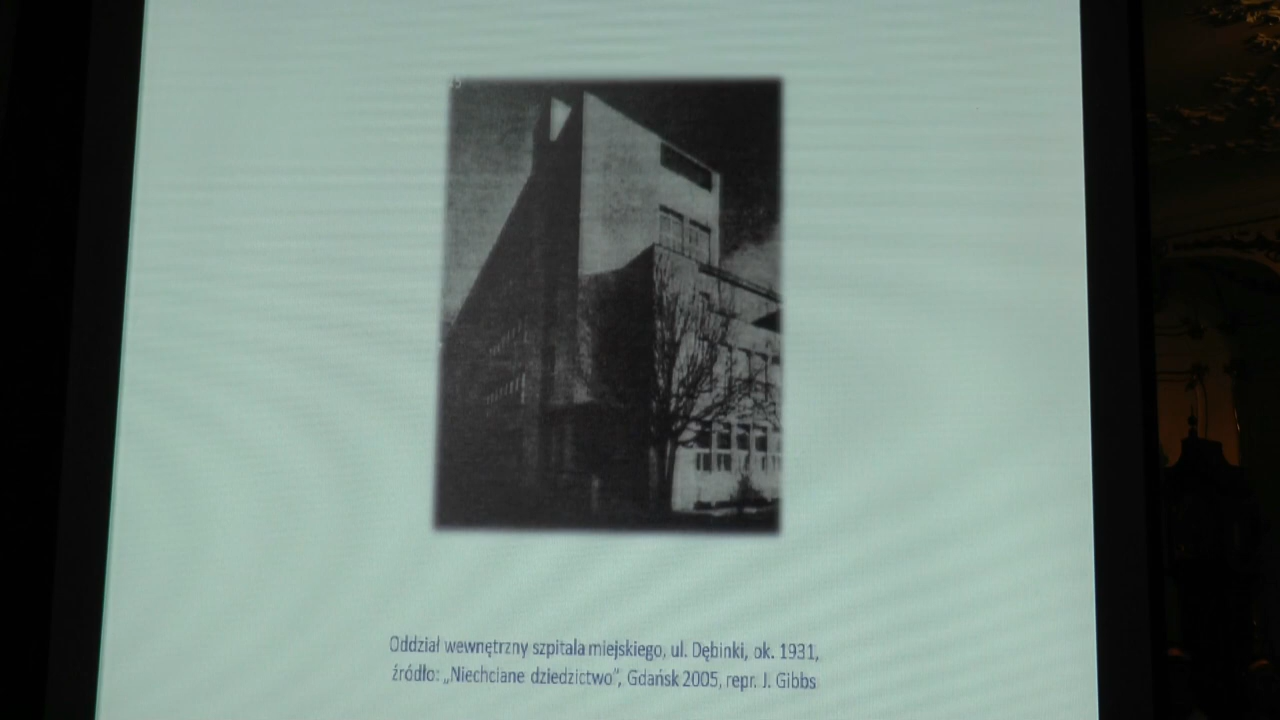 Oddział wewnętrzny szpitala miejskiego, ul. Dębinki, ok. 1931,
źródło: „Niechciane dziedzictwo”, Gdańsk 2005, repr. J. Gibbs